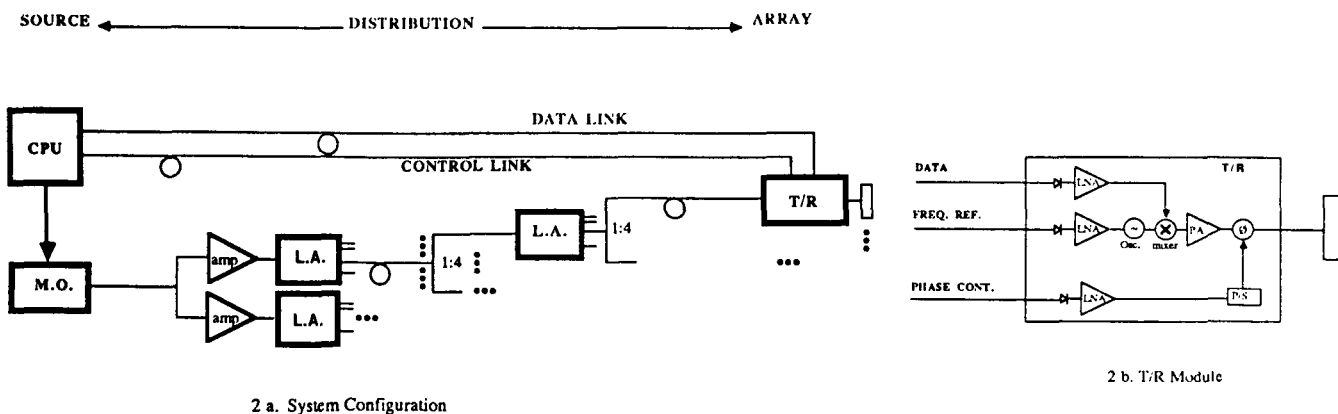 SOURCE DISTRIBUTION ARRAY
DATA LINK
CPU
CONTROL LINK
T/R
L.A.
1:4
amp
L.A.
1:4
M.O.
amp
L.A.
2 a. System Configuration
T/R
DATA
LNA
FREQ. REF.
LNA
~
Osc.
mixer
PA
Ø
PHASE CONT.
LNA
P/S
2 b. T/R Module